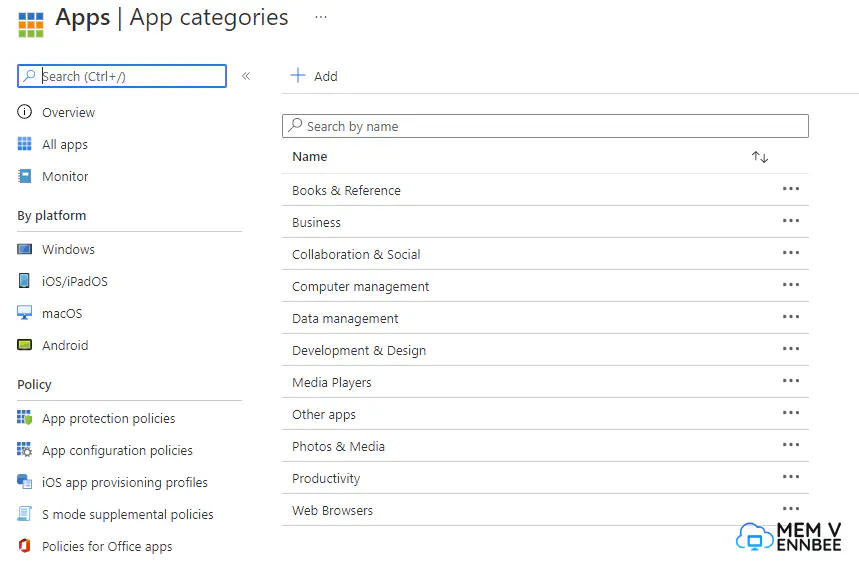 Apps | App categories ...
Search (Ctrl+/)
«
Overview
All apps
Monitor
By platform
Windows
iOS/iPadOS
macOS
Android
Policy
App protection policies
App configuration policies
iOS app provisioning profiles
S mode supplemental policies
Policies for Office apps
+ Add
Search by name
Name
Books & Reference
Business
Collaboration & Social
Computer management
Data management
Development & Design
Media Players
Other apps
Photos & Media
Productivity
Web Browsers
MEM V
ENNBEE